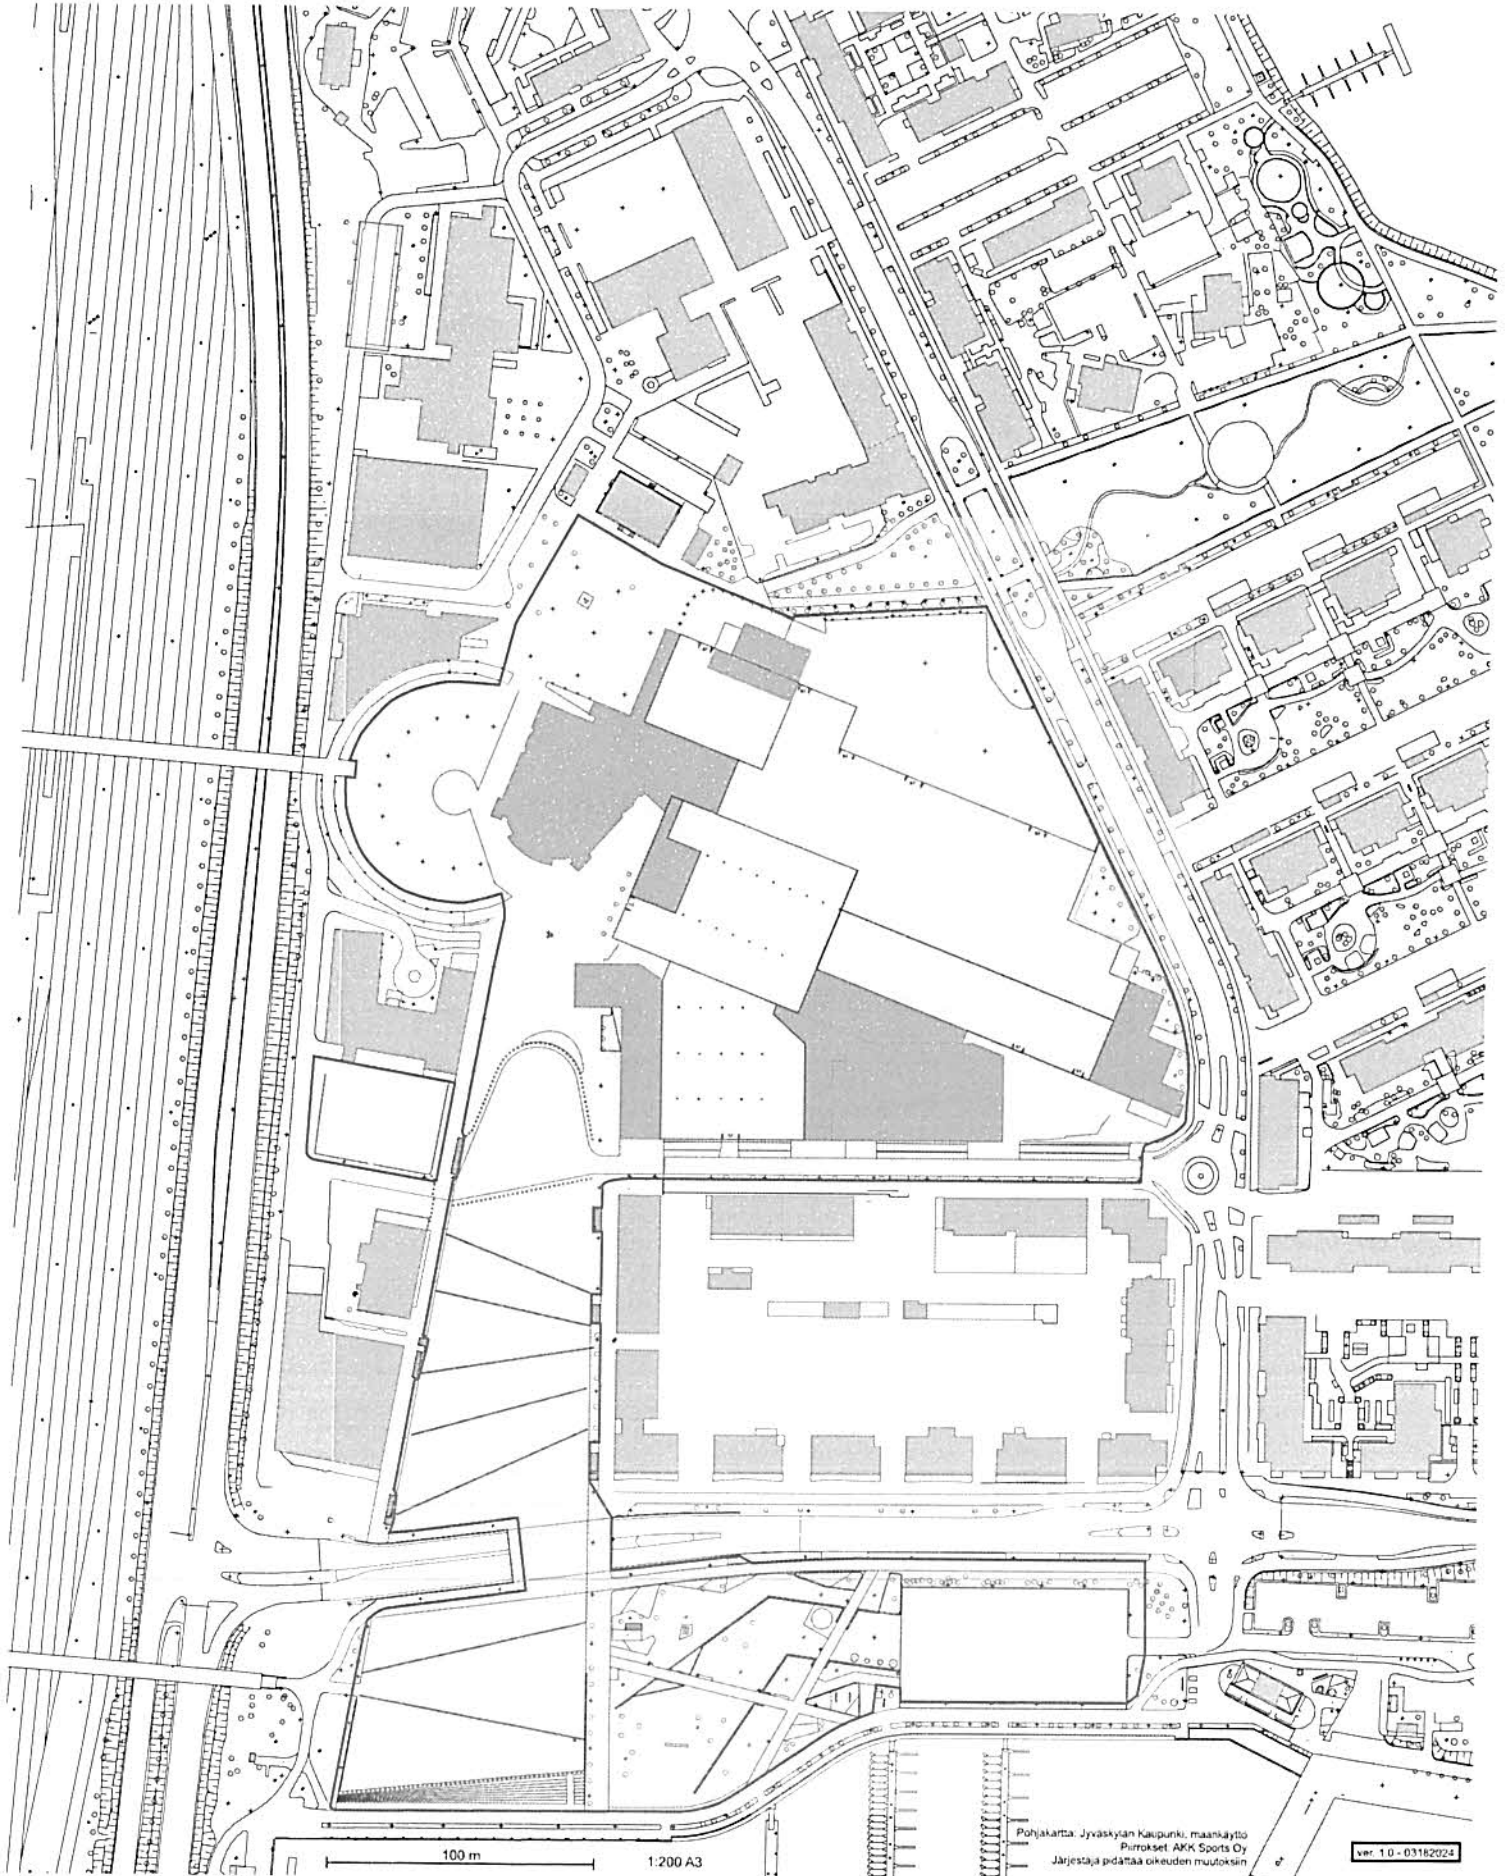 100 m
1:200 A3
Pohjakartta: Jyväskylän Kaupunki, maankäyttö
Piirrokset: AKK Sports Oy
Järjestäjä pidättää oikeuden muutoksiin
ver. 1.0 - 03182024